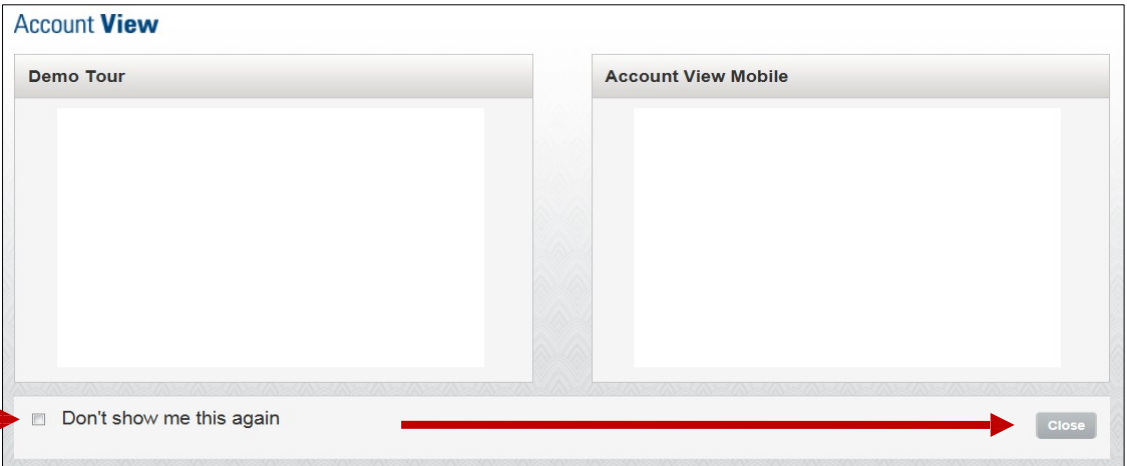 Account View
Demo Tour
Account View Mobile
Don't show me this again
Close